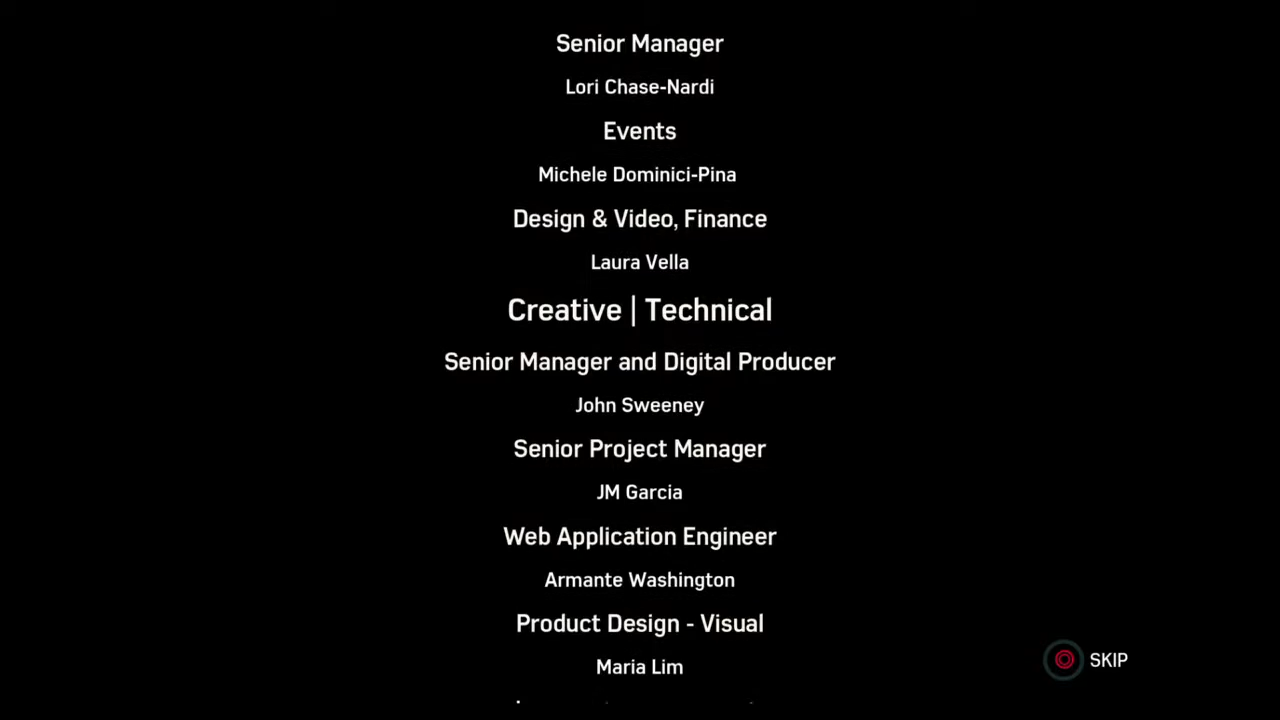 Senior Manager
Lori Chase-Nardi
Events
Michele Dominici-Pina
Design & Video, Finance
Laura Vella
Creative | Technical
Senior Manager and Digital Producer
John Sweeney
Senior Project Manager
JM Garcia
Web Application Engineer
Armante Washington
Product Design - Visual
Maria Lim
SKIP